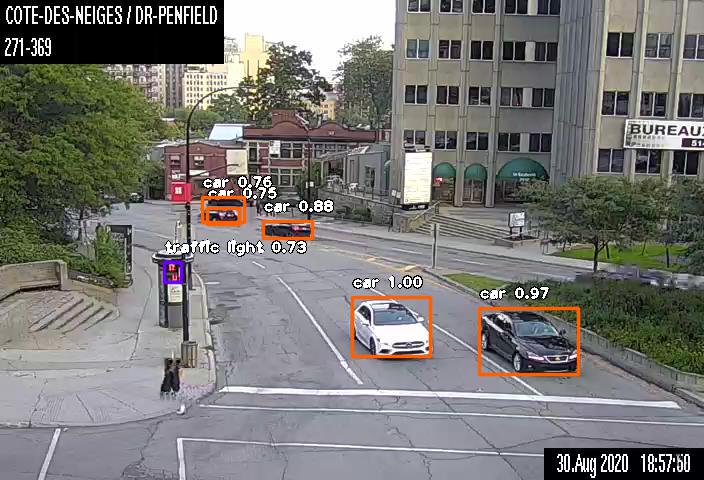 COTE-DES-NEIGES / DR-PENFIELD
271-369
car 0.76
car 0.75
car 0.88
traffic light 0.73
car 1.00
car 0.97
BUREAUX
514
30.Aug 2020 18:57:50